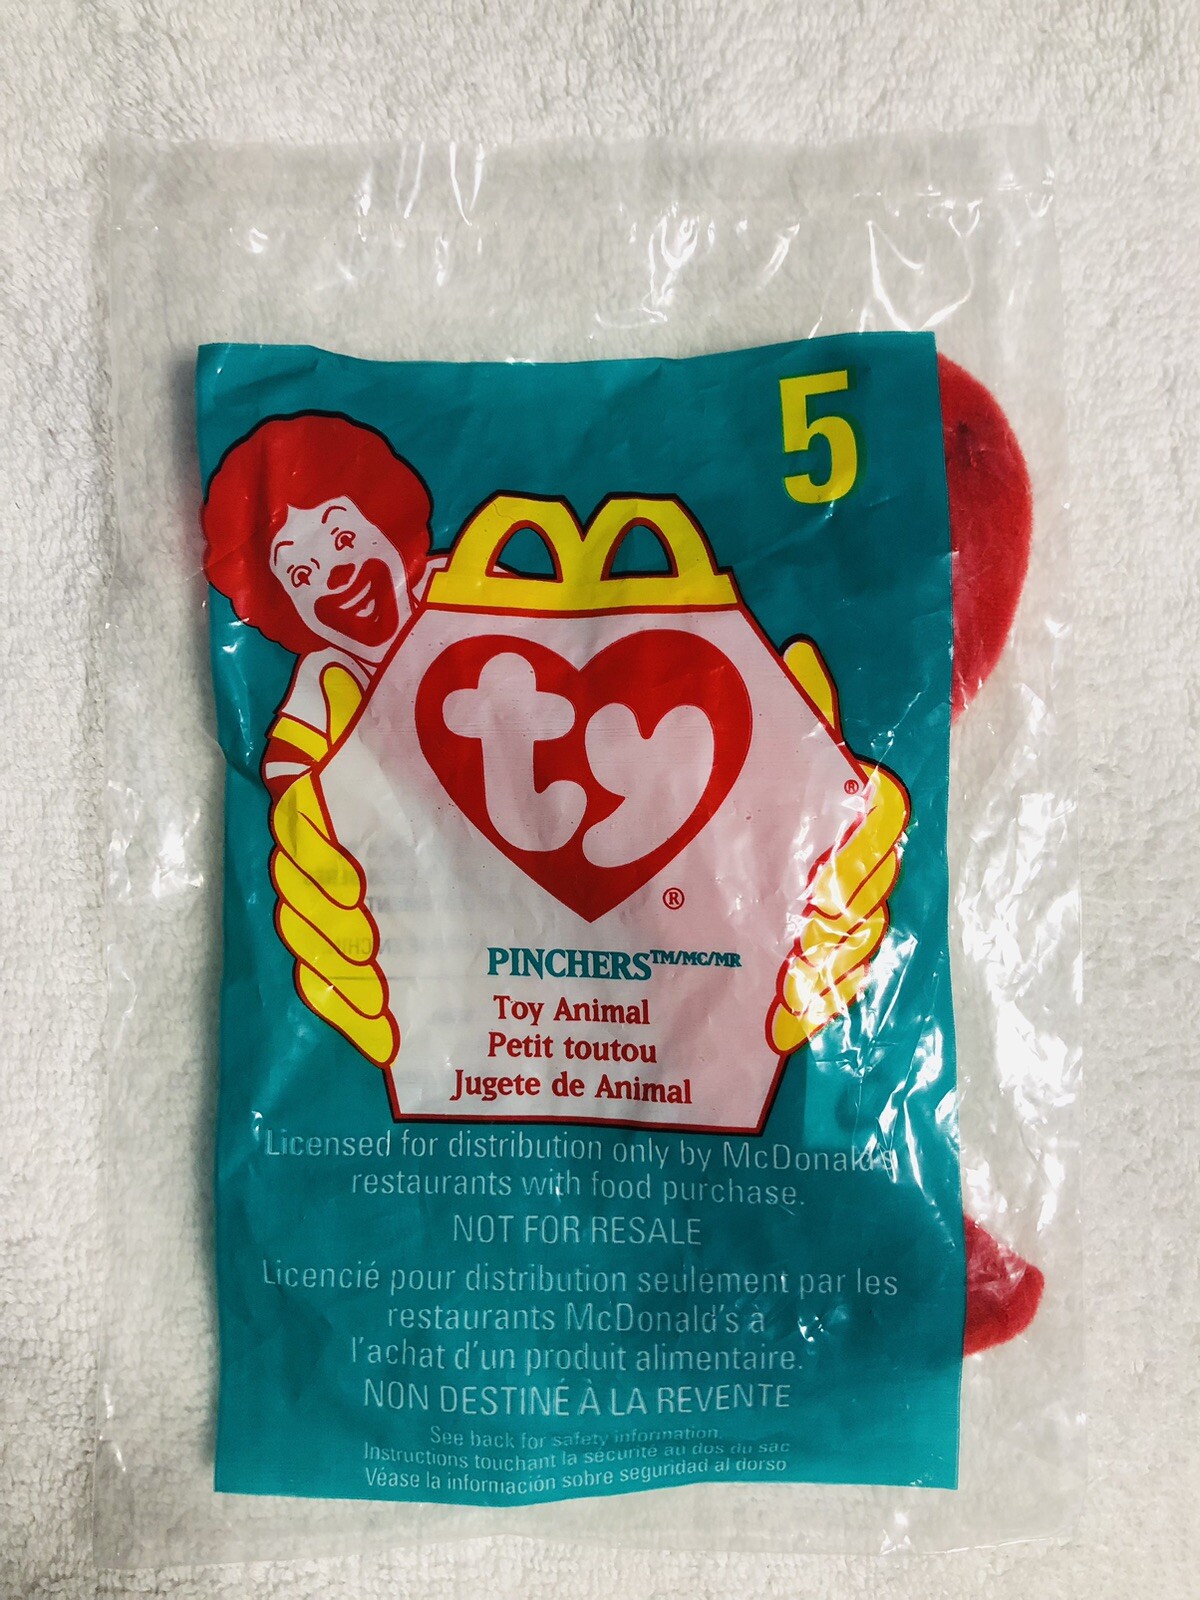 5
ty
®
®
PINCHERS™/MC/MR
Toy Animal
Petit toutou
Jugete de Animal
Licensed for distribution only by McDonald's
restaurants with food purchase.
NOT FOR RESALE
Licencié pour distribution seulement par les
restaurants McDonald's à
l'achat d'un produit alimentaire.
NON DESTINÉ À LA REVENTE
See back for safety information.
Instructions touchant la sécurité au dos du sac
Véase la información sobre seguridad al dorso